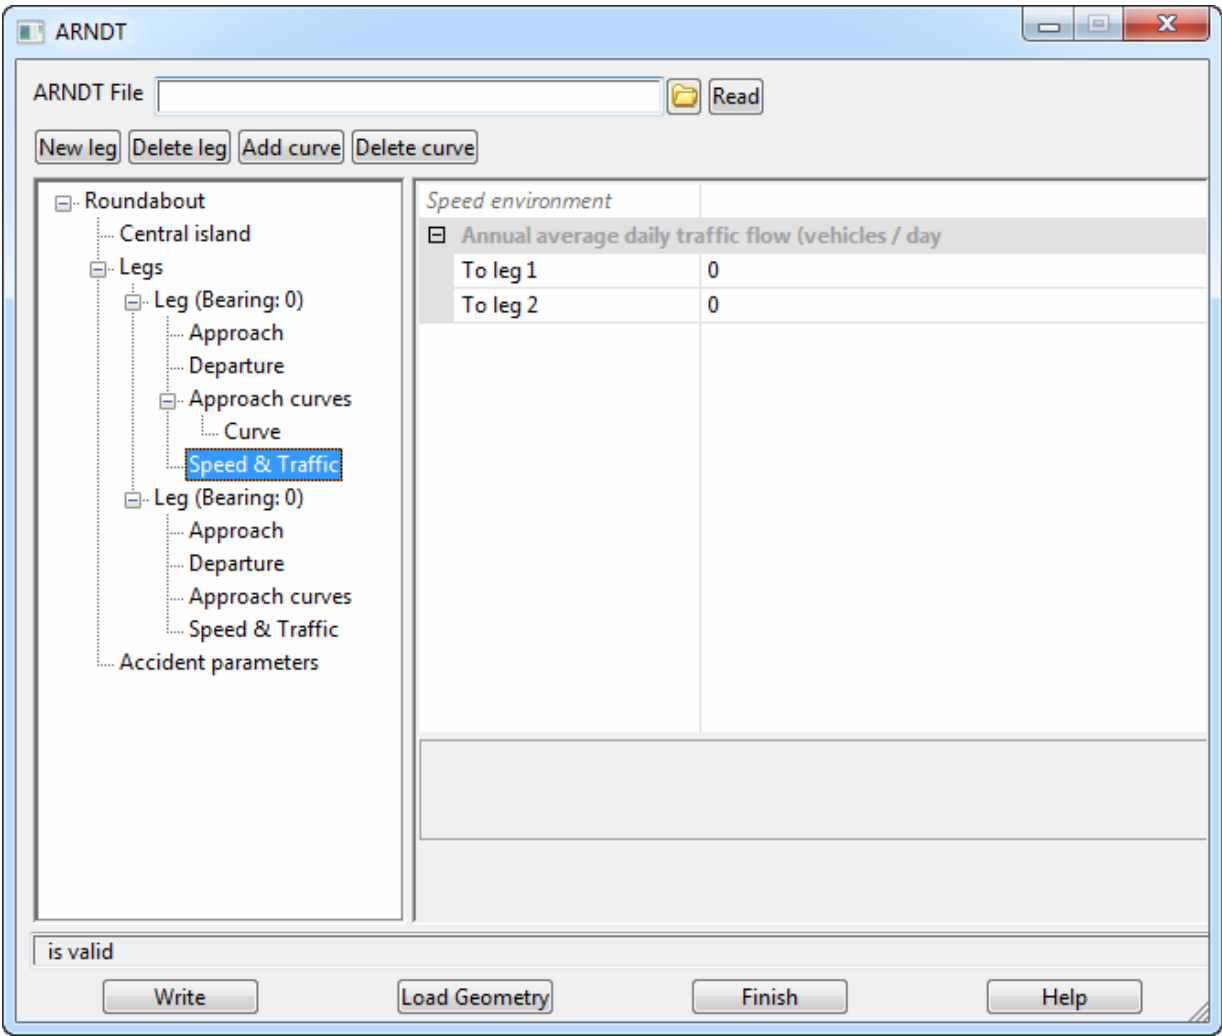 ARNDT
ARNDT File Read
New leg Delete leg Add curve Delete curve
Roundabout
Central island
Legs
Leg (Bearing: 0)
Approach
Departure
Approach curves
Curve
Speed & Traffic
Leg (Bearing: 0)
Approach
Departure
Approach curves
Speed & Traffic
Accident parameters
Speed environment
Annual average daily traffic flow (vehicles / day
To leg 1 0
To leg 2 0
is valid
Write Load Geometry Finish Help